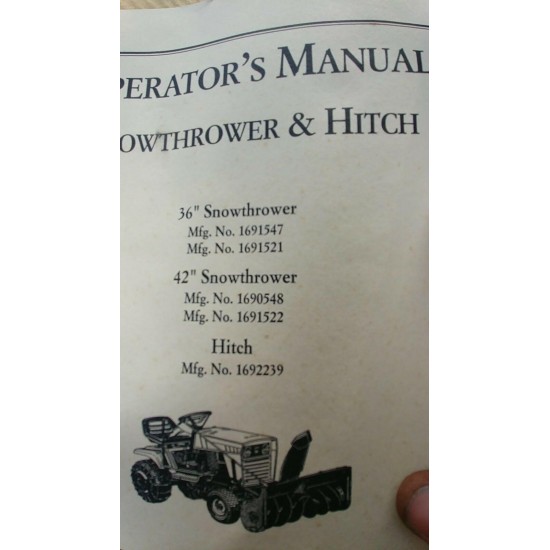 PERATOR'S MANUAL
OWTHROWER & HITCH
36" Snowthrower
Mfg. No. 1691547
Mfg. No. 1691521
42" Snowthrower
Mfg. No. 1690548
Mfg. No. 1691522
Hitch
Mfg. No. 1692239